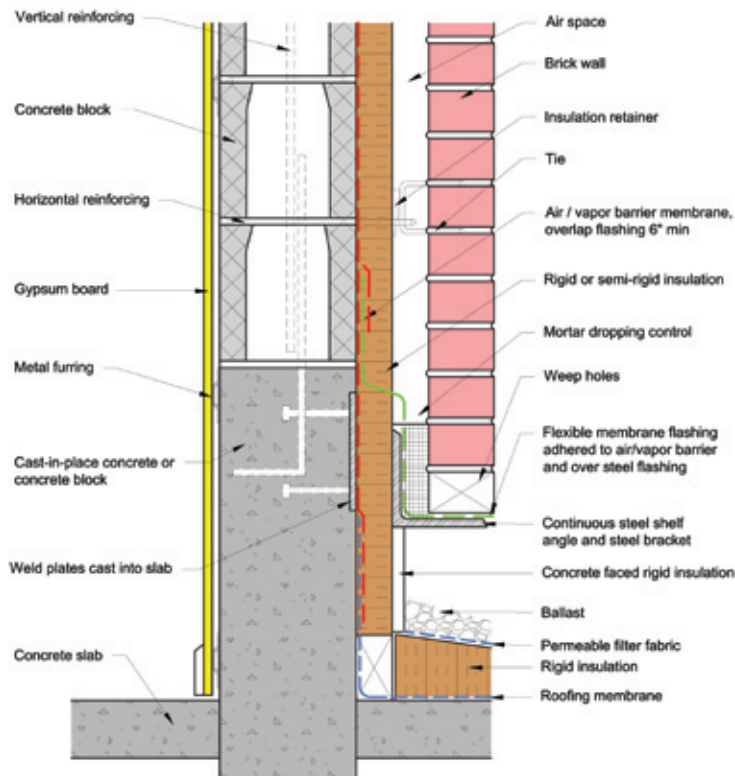 Vertical reinforcing
Concrete block
Horizontal reinforcing
Gypsum board
Metal furring
Cast-in-place concrete or
concrete block
Weld plates cast into slab
Concrete slab
Air space
Brick wall
Insulation retainer
Tie
Air / vapor barrier membrane,
overlap flashing 6" min
Rigid or semi-rigid insulation
Mortar dropping control
Weep holes
Flexible membrane flashing
adhered to air/vapor barrier
and over steel flashing
Continuous steel shelf
angle and steel bracket
Concrete faced rigid insulation
Ballast
Permeable filter fabric
Rigid insulation
Roofing membrane